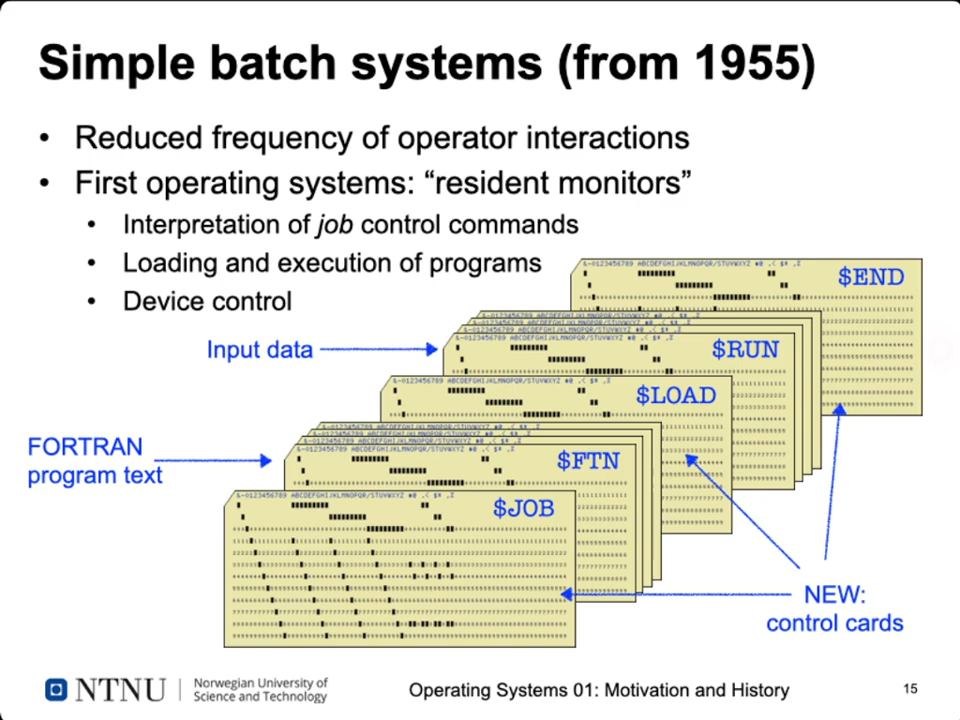 Simple batch systems (from 1955)
• Reduced frequency of operator interactions
• First operating systems: “resident monitors”
• Interpretation of job control commands
• Loading and execution of programs
• Device control
$END
Input data
$RUN
$LOAD
FORTRAN
program text
$FTN
$JOB
NEW:
control cards
NTNU
Norwegian University of
Science and Technology
Operating Systems 01: Motivation and History
15